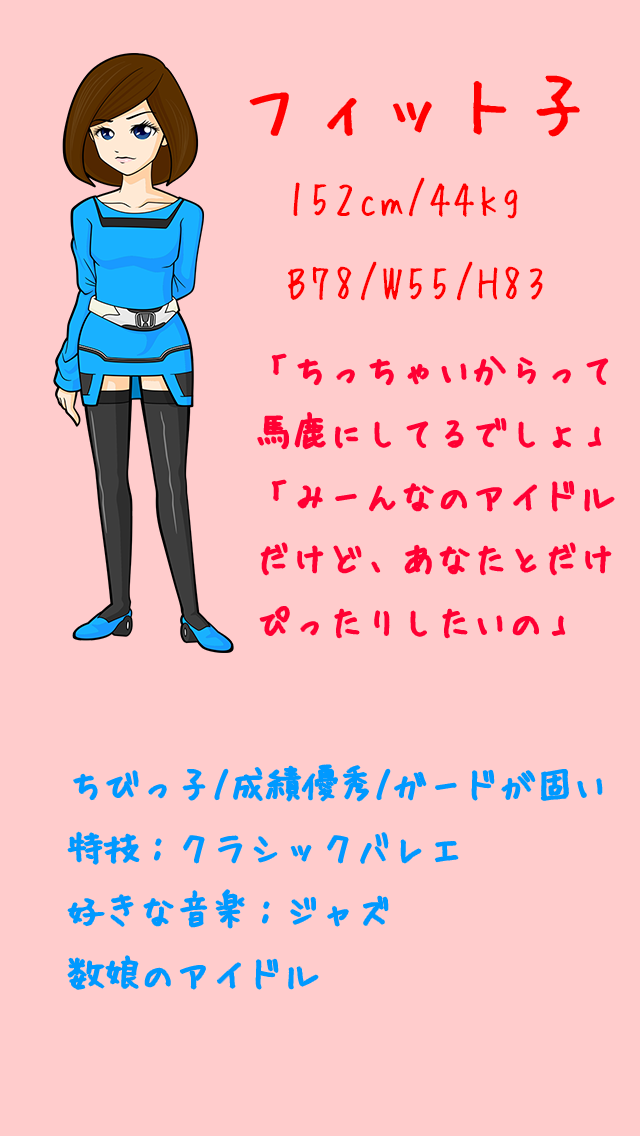 フィット子
152cm/44kg
B78/W55/H83
「ちっちゃいからって
馬鹿にしてるでしょ」
「みーんなのアイドル
だけど、あなたとだけ
ぴったりしたいの」
ちびっ子/成績優秀/ガードが固い
特技；クラシックバレエ
好きな音楽；ジャズ
数娘のアイドル